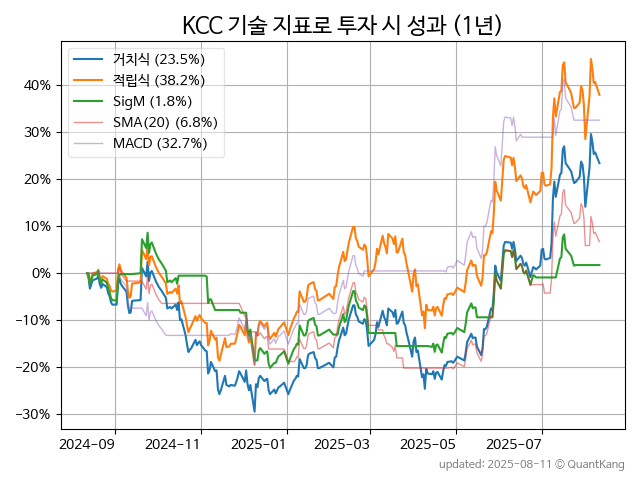 KCC 기술 지표로 투자 시 성과 (1년)
거치식 (23.5%)
적립식 (38.2%)
SigM (1.8%)
SMA(20) (6.8%)
MACD (32.7%)
40%
30%
20%
10%
0%
−10%
−20%
−30%
2024−09 2024−11 2025−01 2025−03 2025−05 2025−07
updated: 2025-08-11 © QuantKang